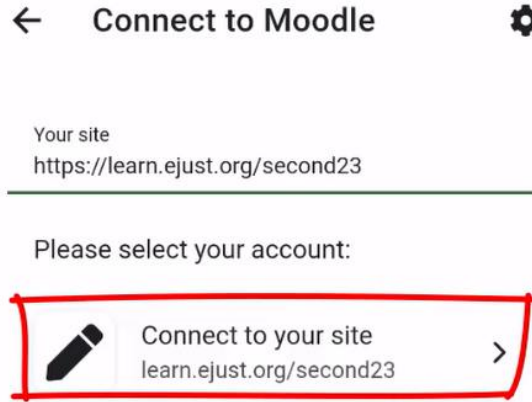 Connect to Moodle
Your site
https://learn.ejust.org/second23
Please select your account:
Connect to your site
learn.ejust.org/second23